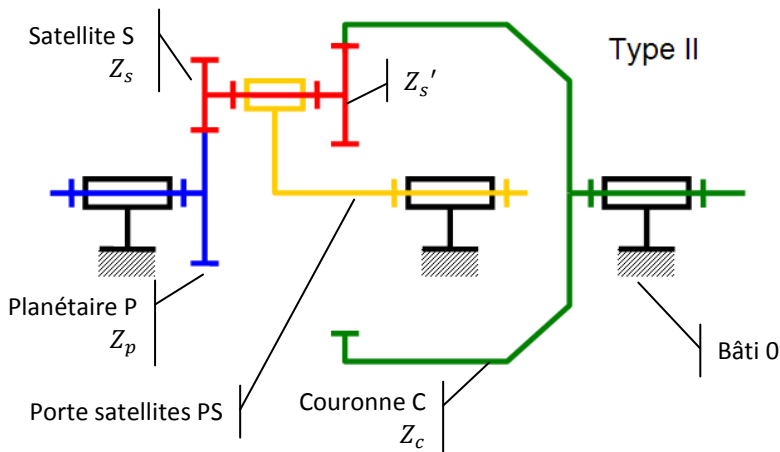 Satellite S
Z_s
Type II
Z_s'
Planétaire P
Z_p
Bâti 0
Porte satellites PS
Couronne C
Z_c